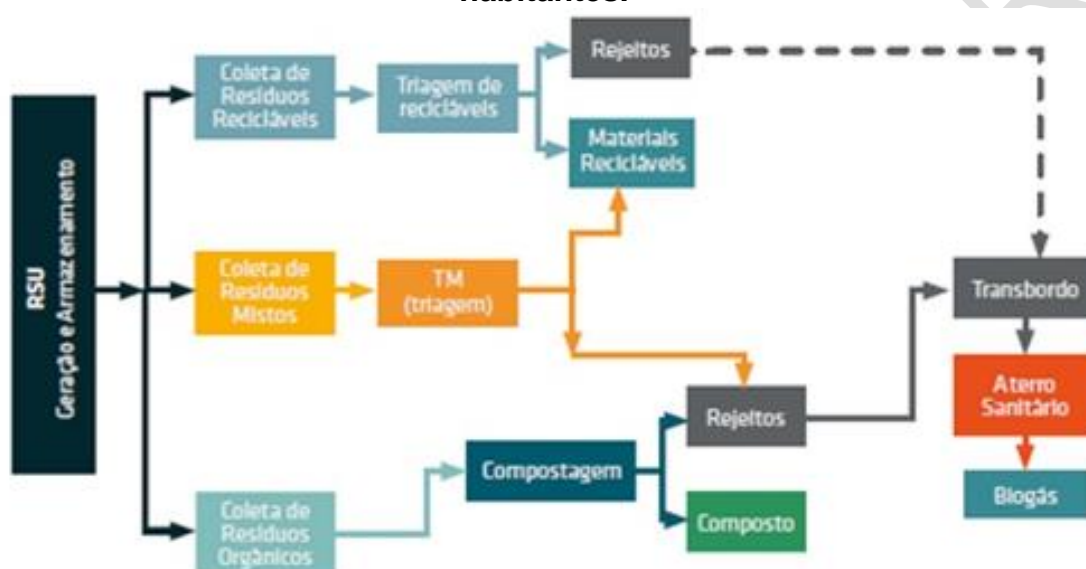 RSU
Geração e Armazenamento
Coleta de
Resíduos
Recicláveis
Triagem de
recicláveis
Rejeitos
Materiais
Recicláveis
Coleta de
Resíduos
Mistos
TM
(triagem)
Transbordo
Aterro
Sanitário
Biogás
Rejeitos
Compostagem
Composto
Coleta de
Resíduos
Orgânicos